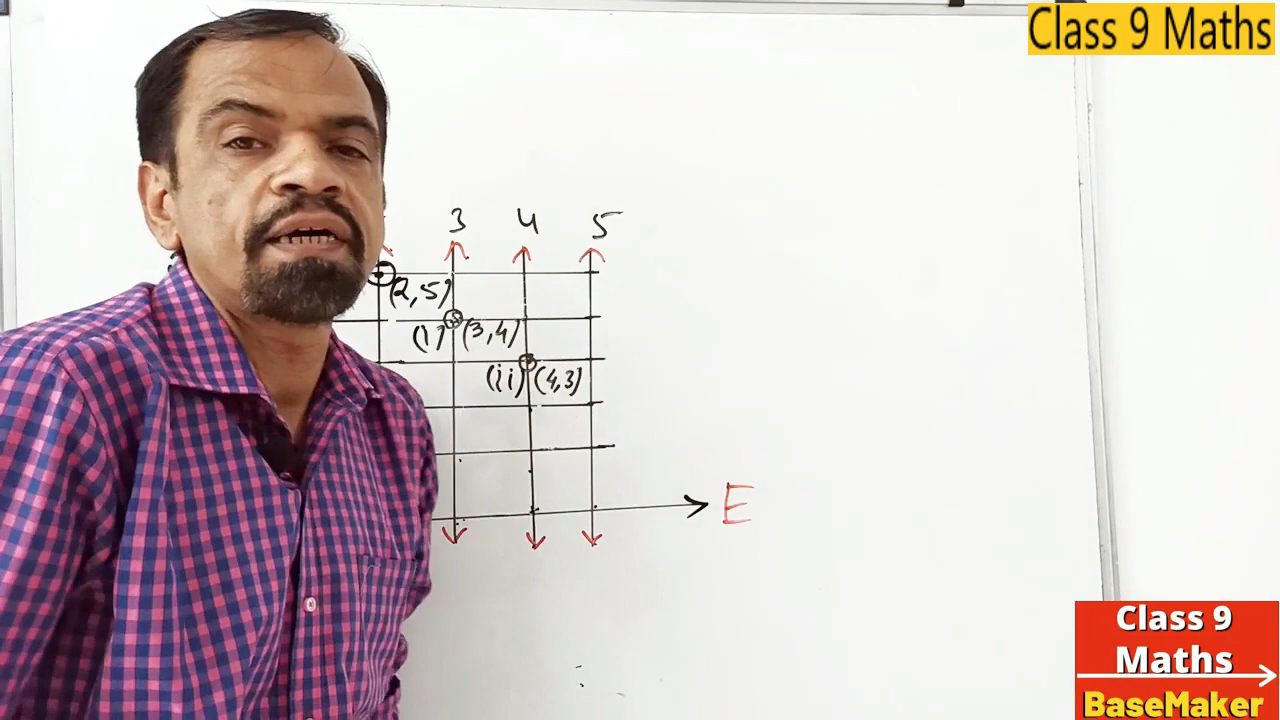 Class 9 Maths
3 4 5
(2,5)
(i) (3,4)
(ii) (4,3)
E
Class 9
Maths
BaseMaker